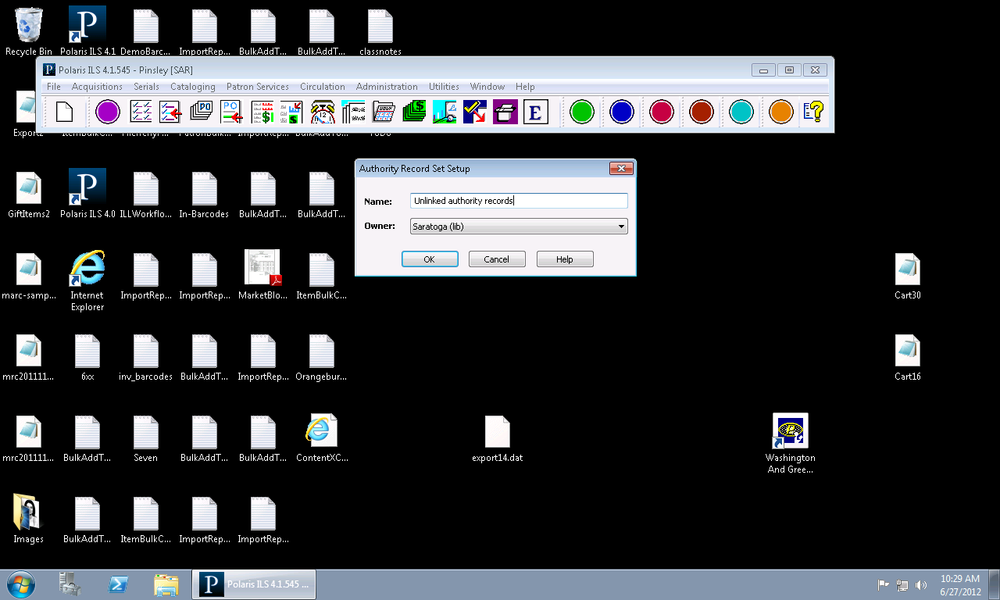 Recycle Bin
Polaris ILS 4.1
DemoBarc...
ImportRep...
BulkAddT...
BulkAddT...
classnotes
Polaris ILS 4.1.545 - Pinsley [SAR]
File Acquisitions Serials Cataloging Patron Services Circulation Administration Utilities Window Help
PO
PO
E
Authority Record Set Setup
Name: Unlinked authority records
Owner: Saratoga (lib)
OK Cancel Help
GiftItems2
Polaris ILS 4.0
ILLWorkflo...
In-Barcodes
BulkAddT...
BulkAddT...
marc-samp...
Internet
Explorer
ImportRep...
ImportRep...
MarketBlo...
ItemBulkC...
Cart30
mrc201111...
6xx
inv_barcodes
BulkAddT...
ImportRep...
Orangebur...
Cart16
mrc201111...
BulkAddT...
Seven
BulkAddT...
BulkAddT...
ContentXC...
export14.dat
Washington
And Gree...
Images
BulkAddT...
ItemBulkC...
ImportRep...
ImportRep...
Polaris ILS 4.1.545 ...
10:29 AM
6/27/2012